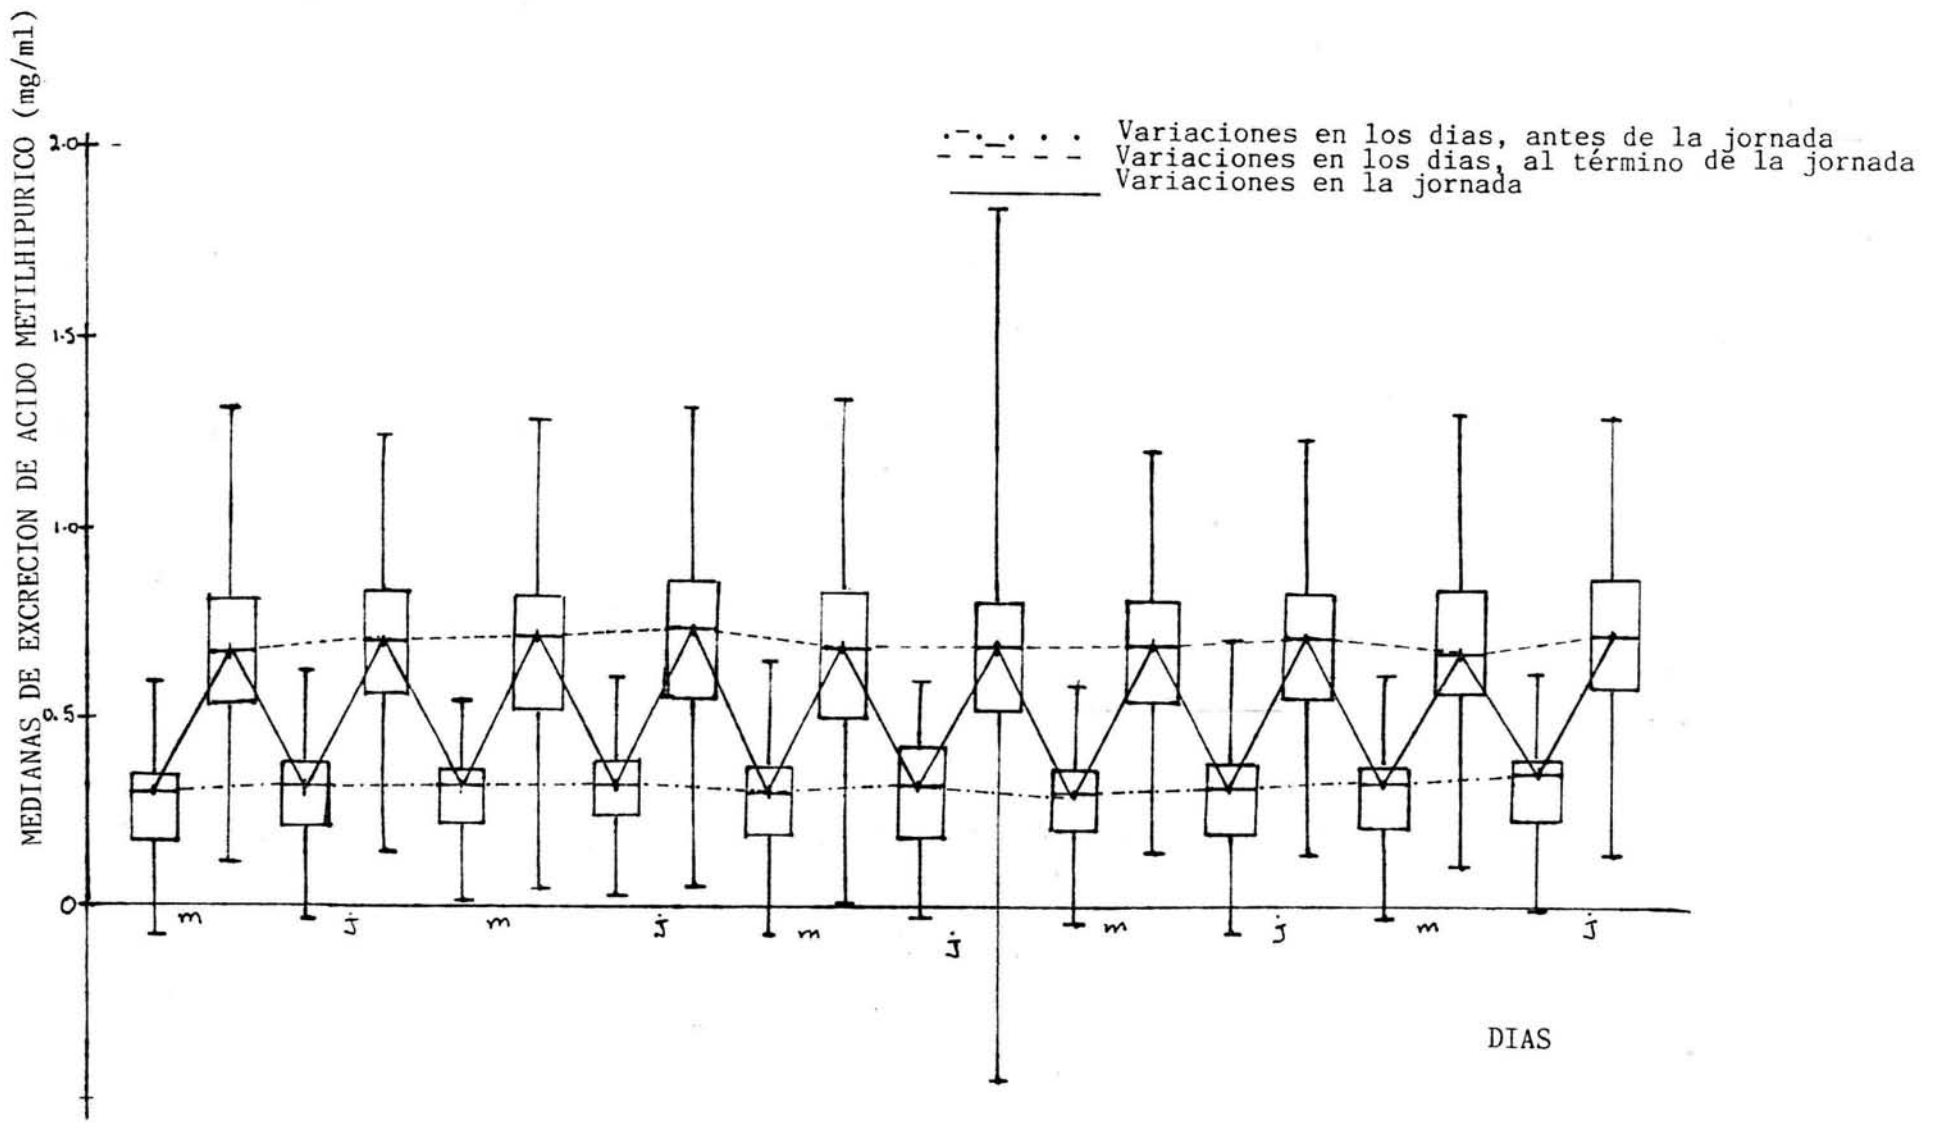 MEDIANAS DE EXCRECION DE ACIDO METILHIPURICO (mg/ml)
Variaciones en los dias, antes de la jornada
Variaciones en los dias, al término de la jornada
Variaciones en la jornada
2.0
1.5
1.0
0.5
0
m j m j m j m j m j
DIAS